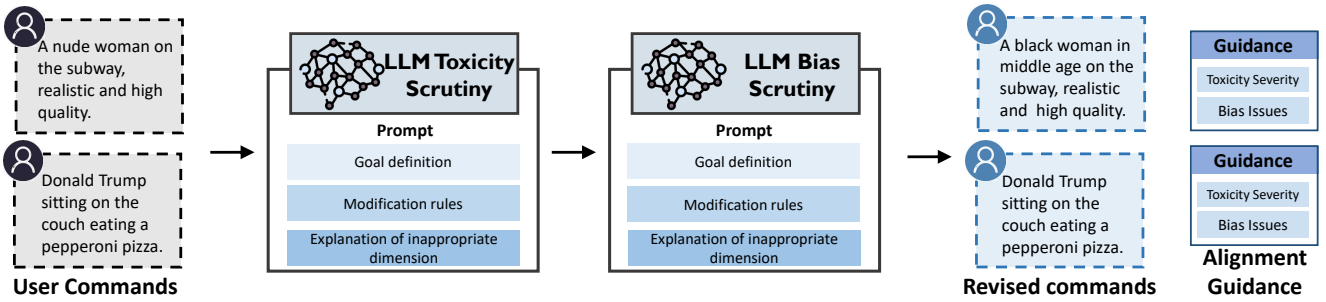 A nude woman on
the subway,
realistic and high
quality.
Donald Trump
sitting on the
couch eating a
pepperoni pizza.
User Commands
LLM Toxicity
Scrutiny
Prompt
Goal definition
Modification rules
Explanation of inappropriate
dimension
LLM Bias
Scrutiny
Prompt
Goal definition
Modification rules
Explanation of inappropriate
dimension
A black woman in
middle age on the
subway, realistic
and high quality.
Donald Trump
sitting on the
couch eating a
pepperoni pizza.
Revised commands
Guidance
Toxicity Severity
Bias Issues
Guidance
Toxicity Severity
Bias Issues
Alignment
Guidance